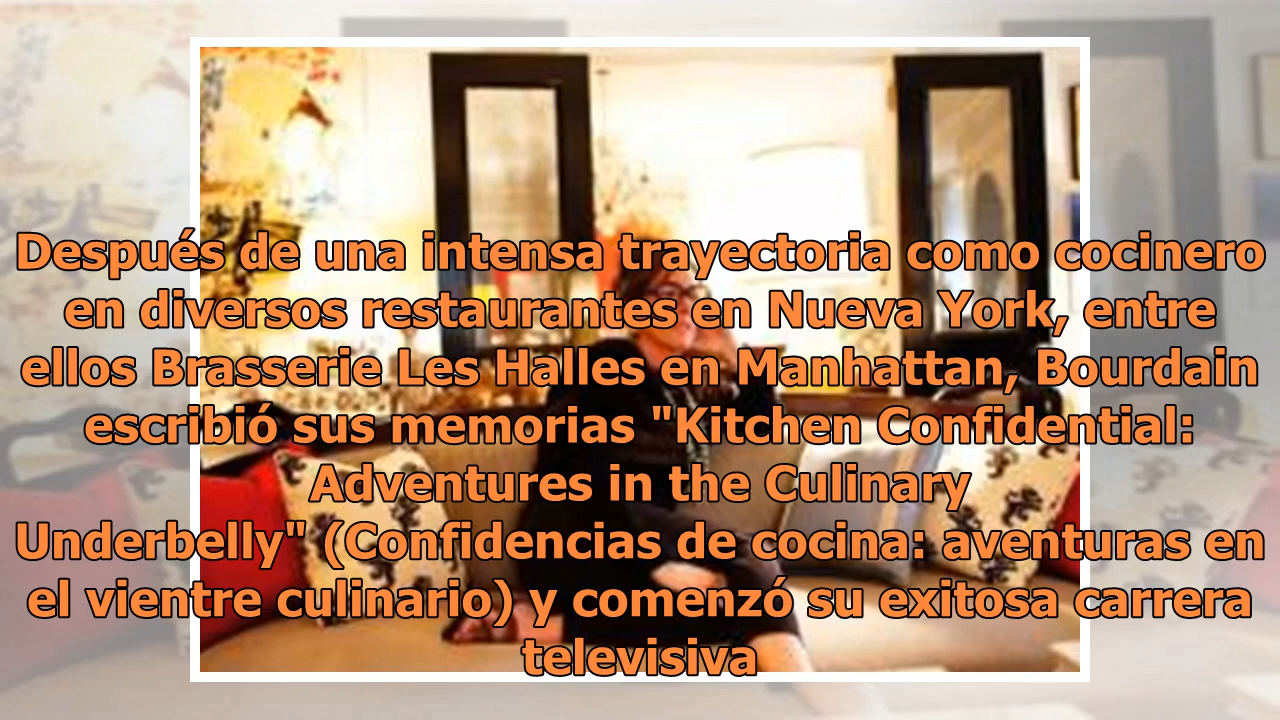 Después de una intensa trayectoria como cocinero
en diversos restaurantes en Nueva York, entre
ellos Brasserie Les Halles en Manhattan, Bourdain
escribió sus memorias "Kitchen Confidential:
Adventures in the Culinary
Underbelly" (Confidencias de cocina: aventuras en
el vientre culinario) y comenzó su exitosa carrera
televisiva